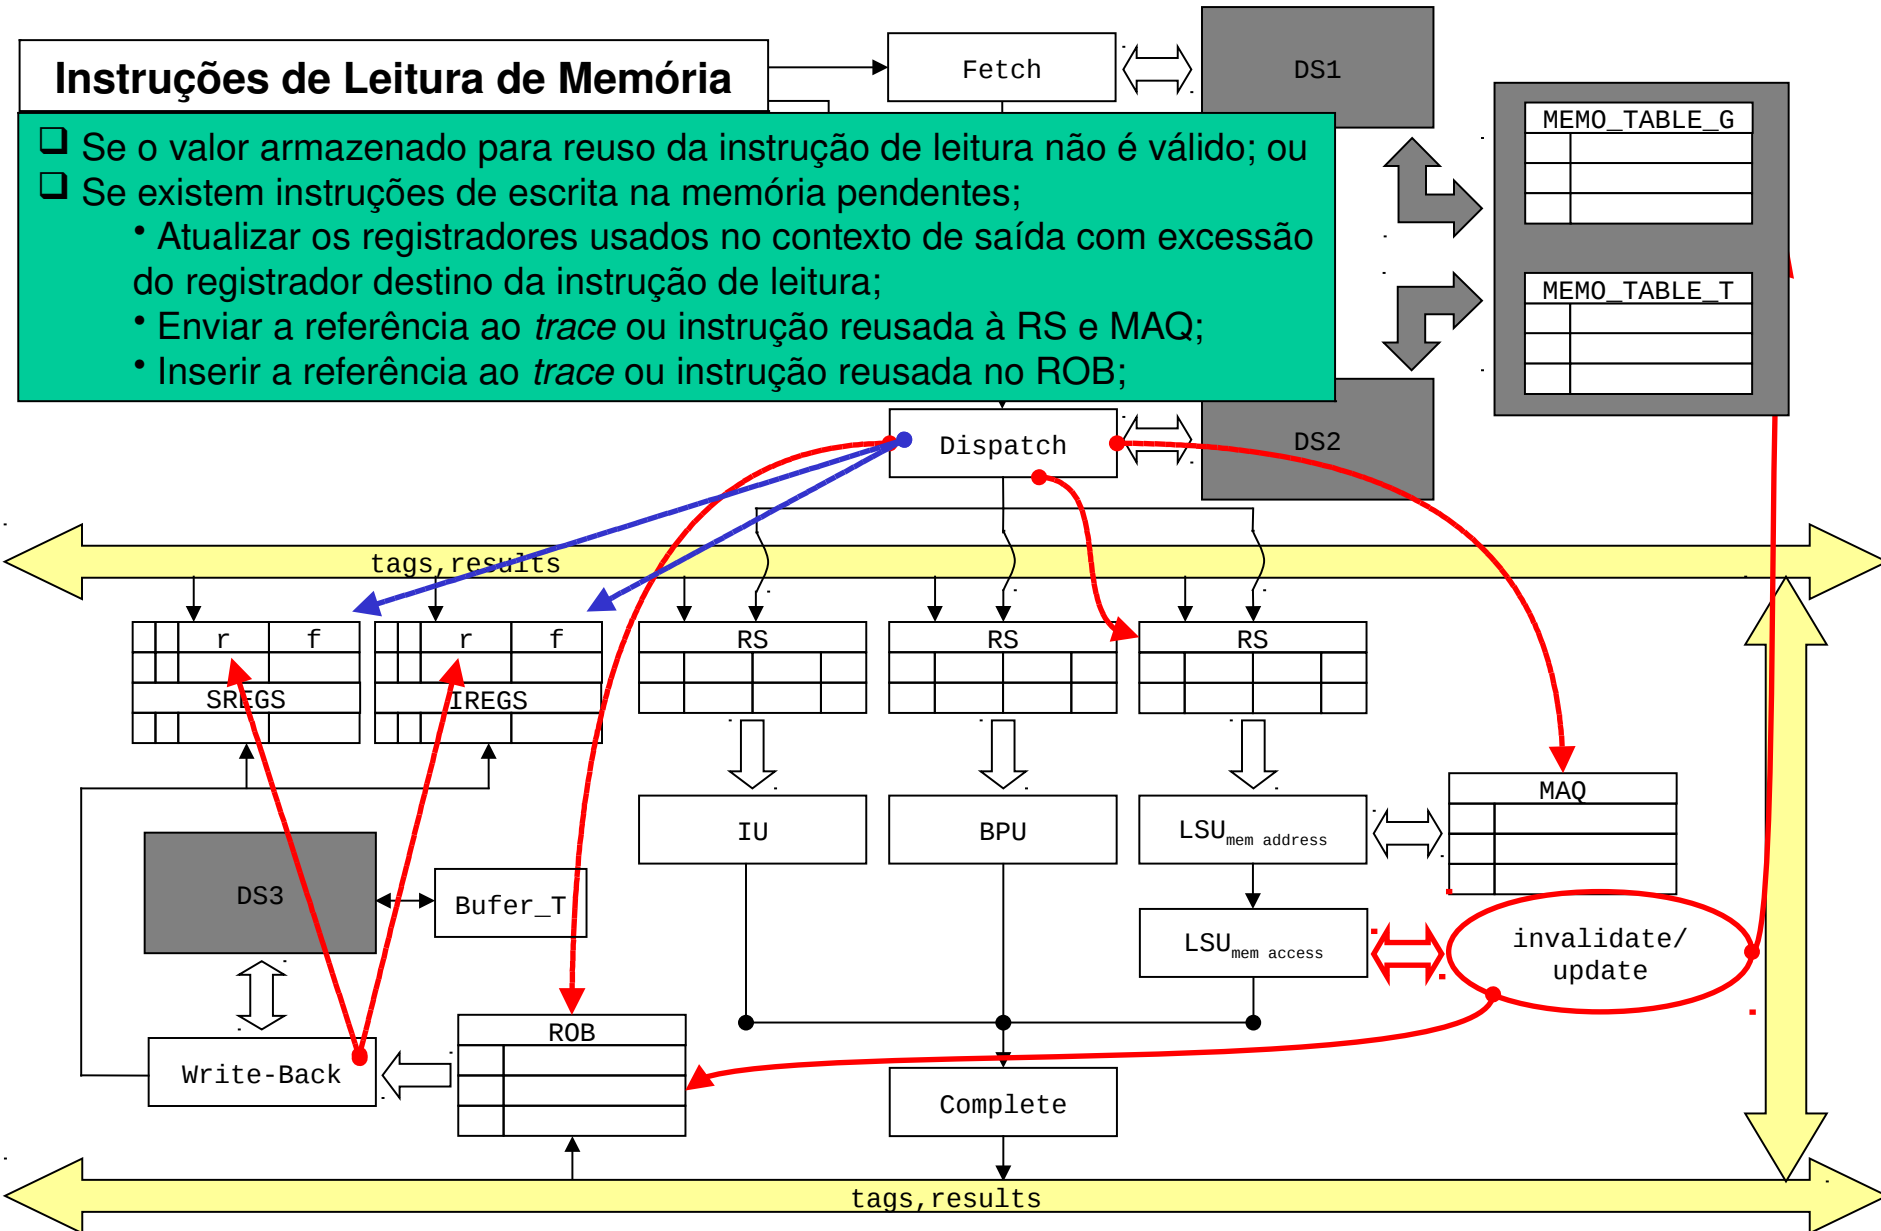 Instruções de Leitura de Memória
Fetch
DS1
MEMO_TABLE_G
❑ Se o valor armazenado para reuso da instrução de leitura não é válido; ou
❑ Se existem instruções de escrita na memória pendentes;
• Atualizar os registradores usados no contexto de saída com excessão
do registrador destino da instrução de leitura;
• Enviar a referência ao trace ou instrução reusada à RS e MAQ;
• Inserir a referência ao trace ou instrução reusada no ROB;
MEMO_TABLE_T
Dispatch
DS2
tags,results
r f
r f
RS
RS
RS
SREGS
IREGS
MAQ
IU
BPU
LSU mem address
DS3
Bufer_T
LSU mem access
invalidate/
update
ROB
Write-Back
Complete
tags,results